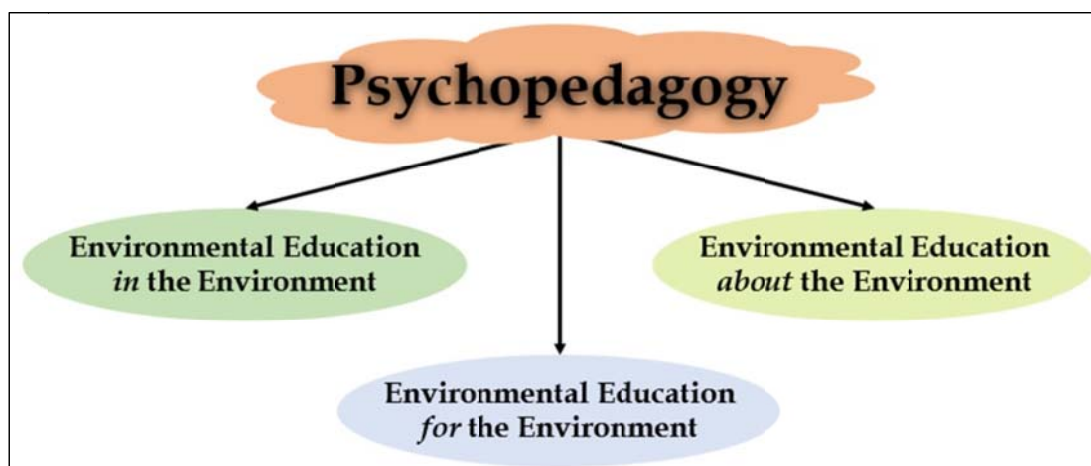 Psychopedagogy
Environmental Education
in the Environment
Environmental Education
about the Environment
Environmental Education
for the Environment